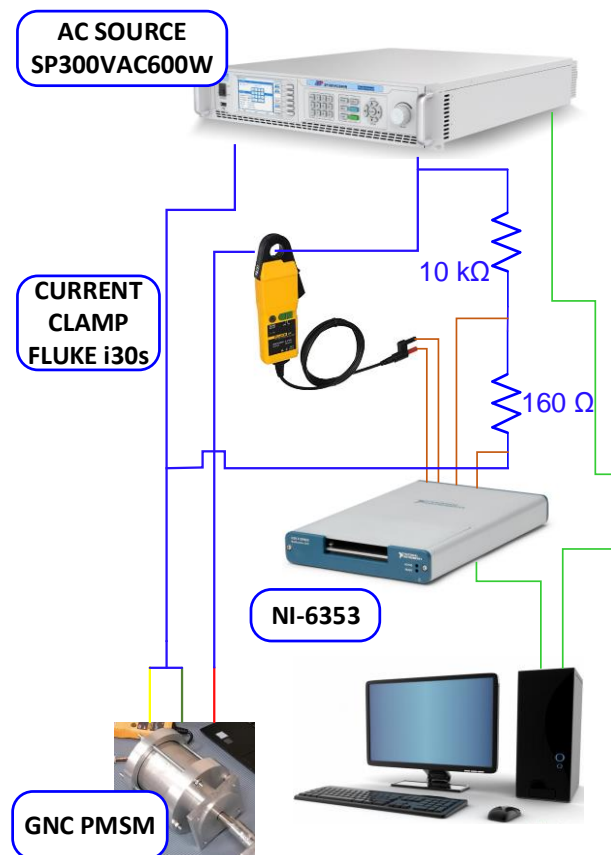 AC SOURCE
SP300VAC600W
10 kΩ
CURRENT
CLAMP
FLUKE i30s
160 Ω
NI-6353
GNC PMSM